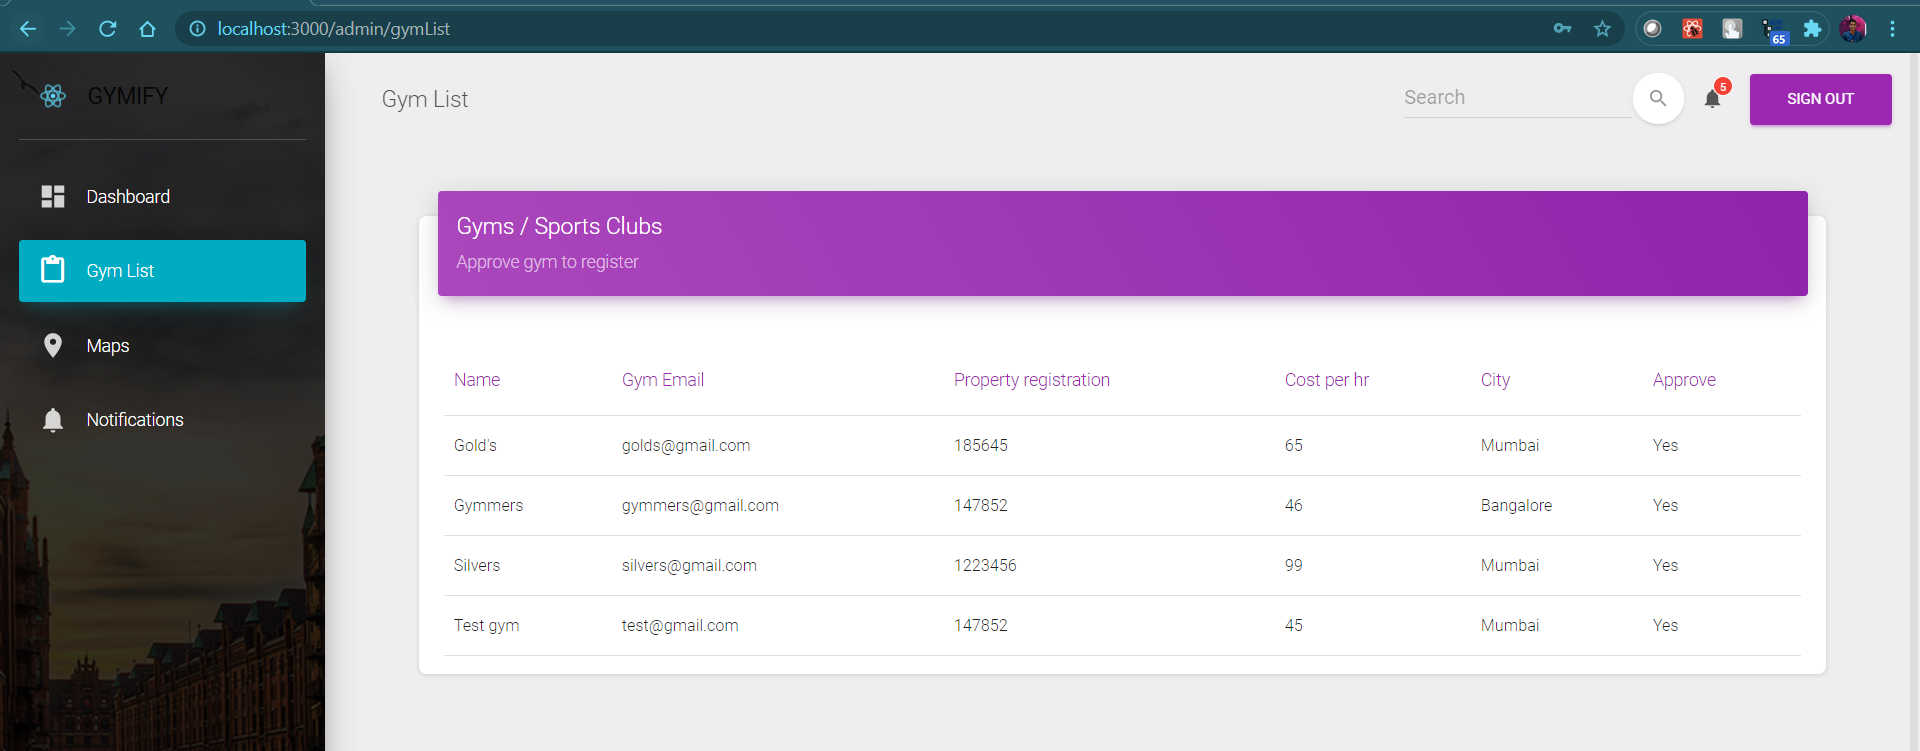 localhost:3000/admin/gymList
65
GYMIFY
Gym List
Search
5
SIGN OUT
Dashboard
Gym List
Maps
Notifications
Gyms / Sports Clubs
Approve gym to register
Name Gym Email Property registration Cost per hr City Approve
Gold's golds@gmail.com 185645 65 Mumbai Yes
Gymmers gymmers@gmail.com 147852 46 Bangalore Yes
Silvers silvers@gmail.com 1223456 99 Mumbai Yes
Test gym test@gmail.com 147852 45 Mumbai Yes